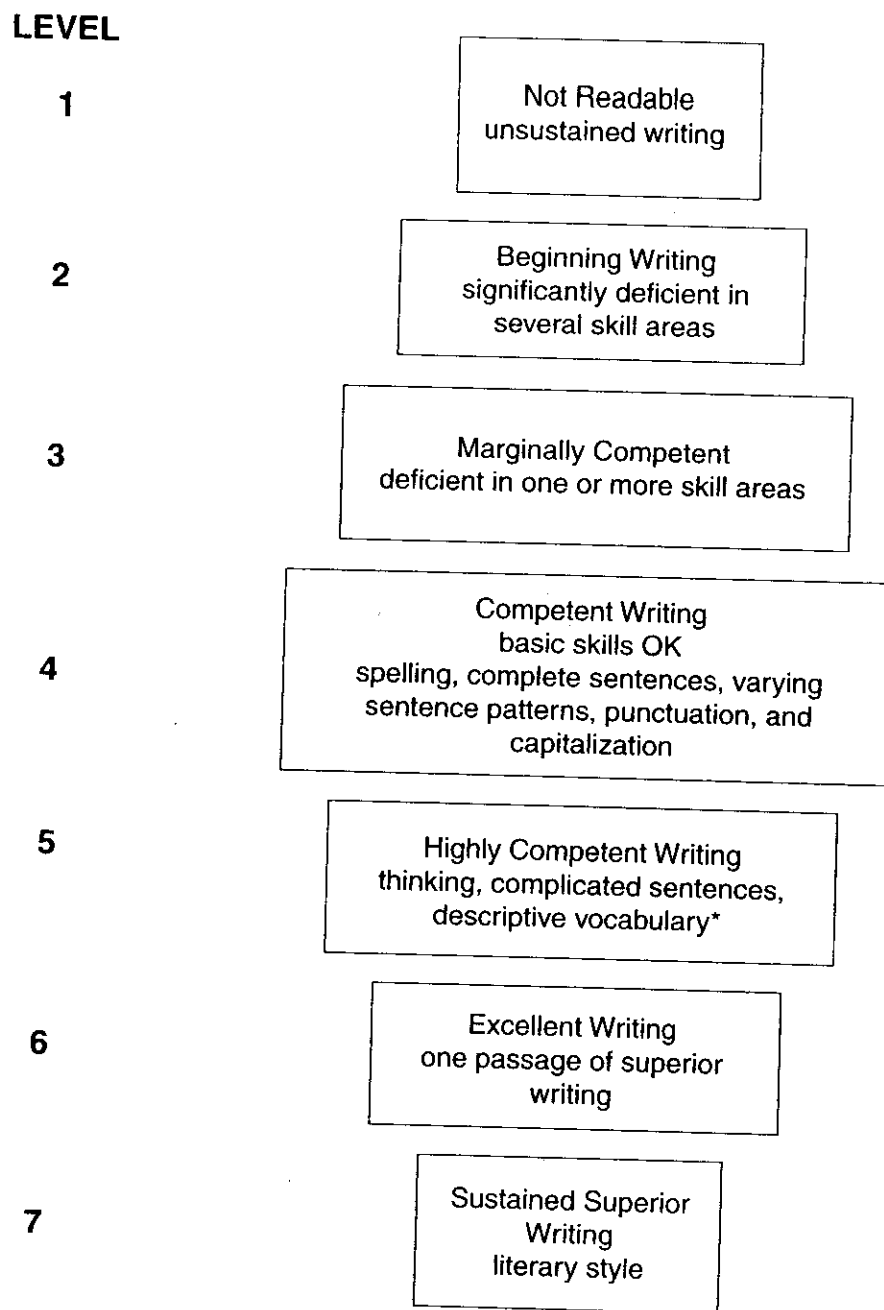 LEVEL
1
Not Readable
unsustained writing
2
Beginning Writing
significantly deficient in
several skill areas
3
Marginally Competent
deficient in one or more skill areas
4
Competent Writing
basic skills OK
spelling, complete sentences, varying
sentence patterns, punctuation, and
capitalization
5
Highly Competent Writing
thinking, complicated sentences,
descriptive vocabulary*
6
Excellent Writing
one passage of superior
writing
7
Sustained Superior
Writing
literary style